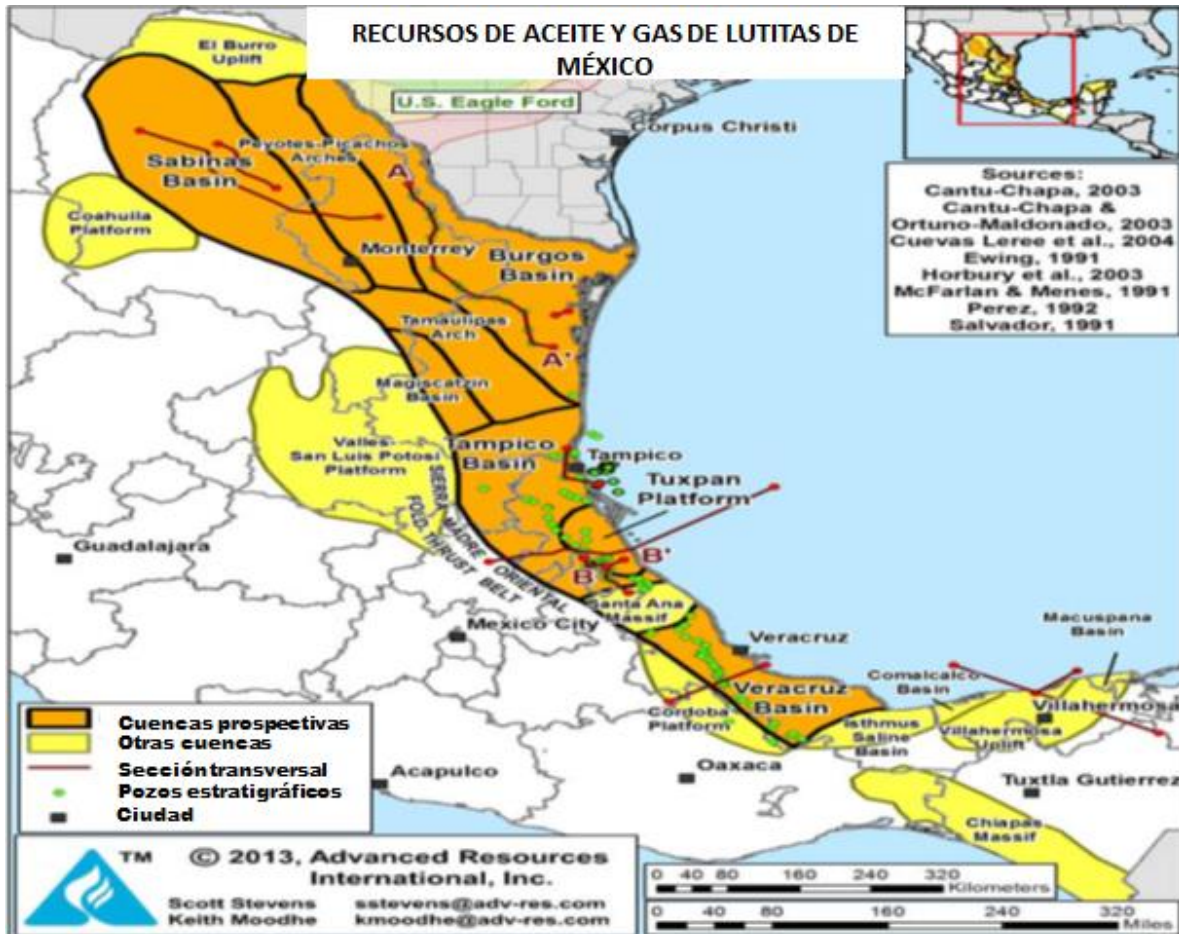 RECURSOS DE ACEITE Y GAS DE LUTITAS DE
MÉXICO
El Burro
Uplift
U.S. Eagle Ford
Corpus Christi
Peyotes-Picachos
Arches
Sabinas
Basin
A
Coahuila
Platform
Monterrey
Burgos
Basin
Tamaulipas
Arch
A'
Magiscatzin
Basin
Valles-
San Luis Potosi
Platform
Tampico
Basin
Tampico
Tuxpan
Platform
SIERRA MADRE ORIENTAL
FOLD-THRUST BELT
Guadalajara
B
B'
Santa Ana
Massif
Mexico City
Veracruz
Macuspana
Basin
Comalcalco
Basin
Veracruz
Basin
Cordoba
Platform
Isthmus
Saline
Basin
Villahermosa
Villahermosa
Uplift
Acapulco
Oaxaca
Tuxtla Gutierrez
Chiapas
Massif
Sources:
Cantu-Chapa, 2003
Cantu-Chapa &
Ortuno-Maldonado, 2003
Cuevas Leree et al., 2004
Ewing, 1991
Horbury et al., 2003
McFarlan & Menes, 1991
Perez, 1992
Salvador, 1991
Cuencas prospectivas
Otras cuencas
Sección transversal
Pozos estratigráficos
Ciudad
TM
© 2013, Advanced Resources
International, Inc.
Scott Stevens sstevens@adv-res.com
Keith Moodhe kmoodhe@adv-res.com
0 40 80 160 240 320
Kilometers
0 40 80 160 240 320
Miles